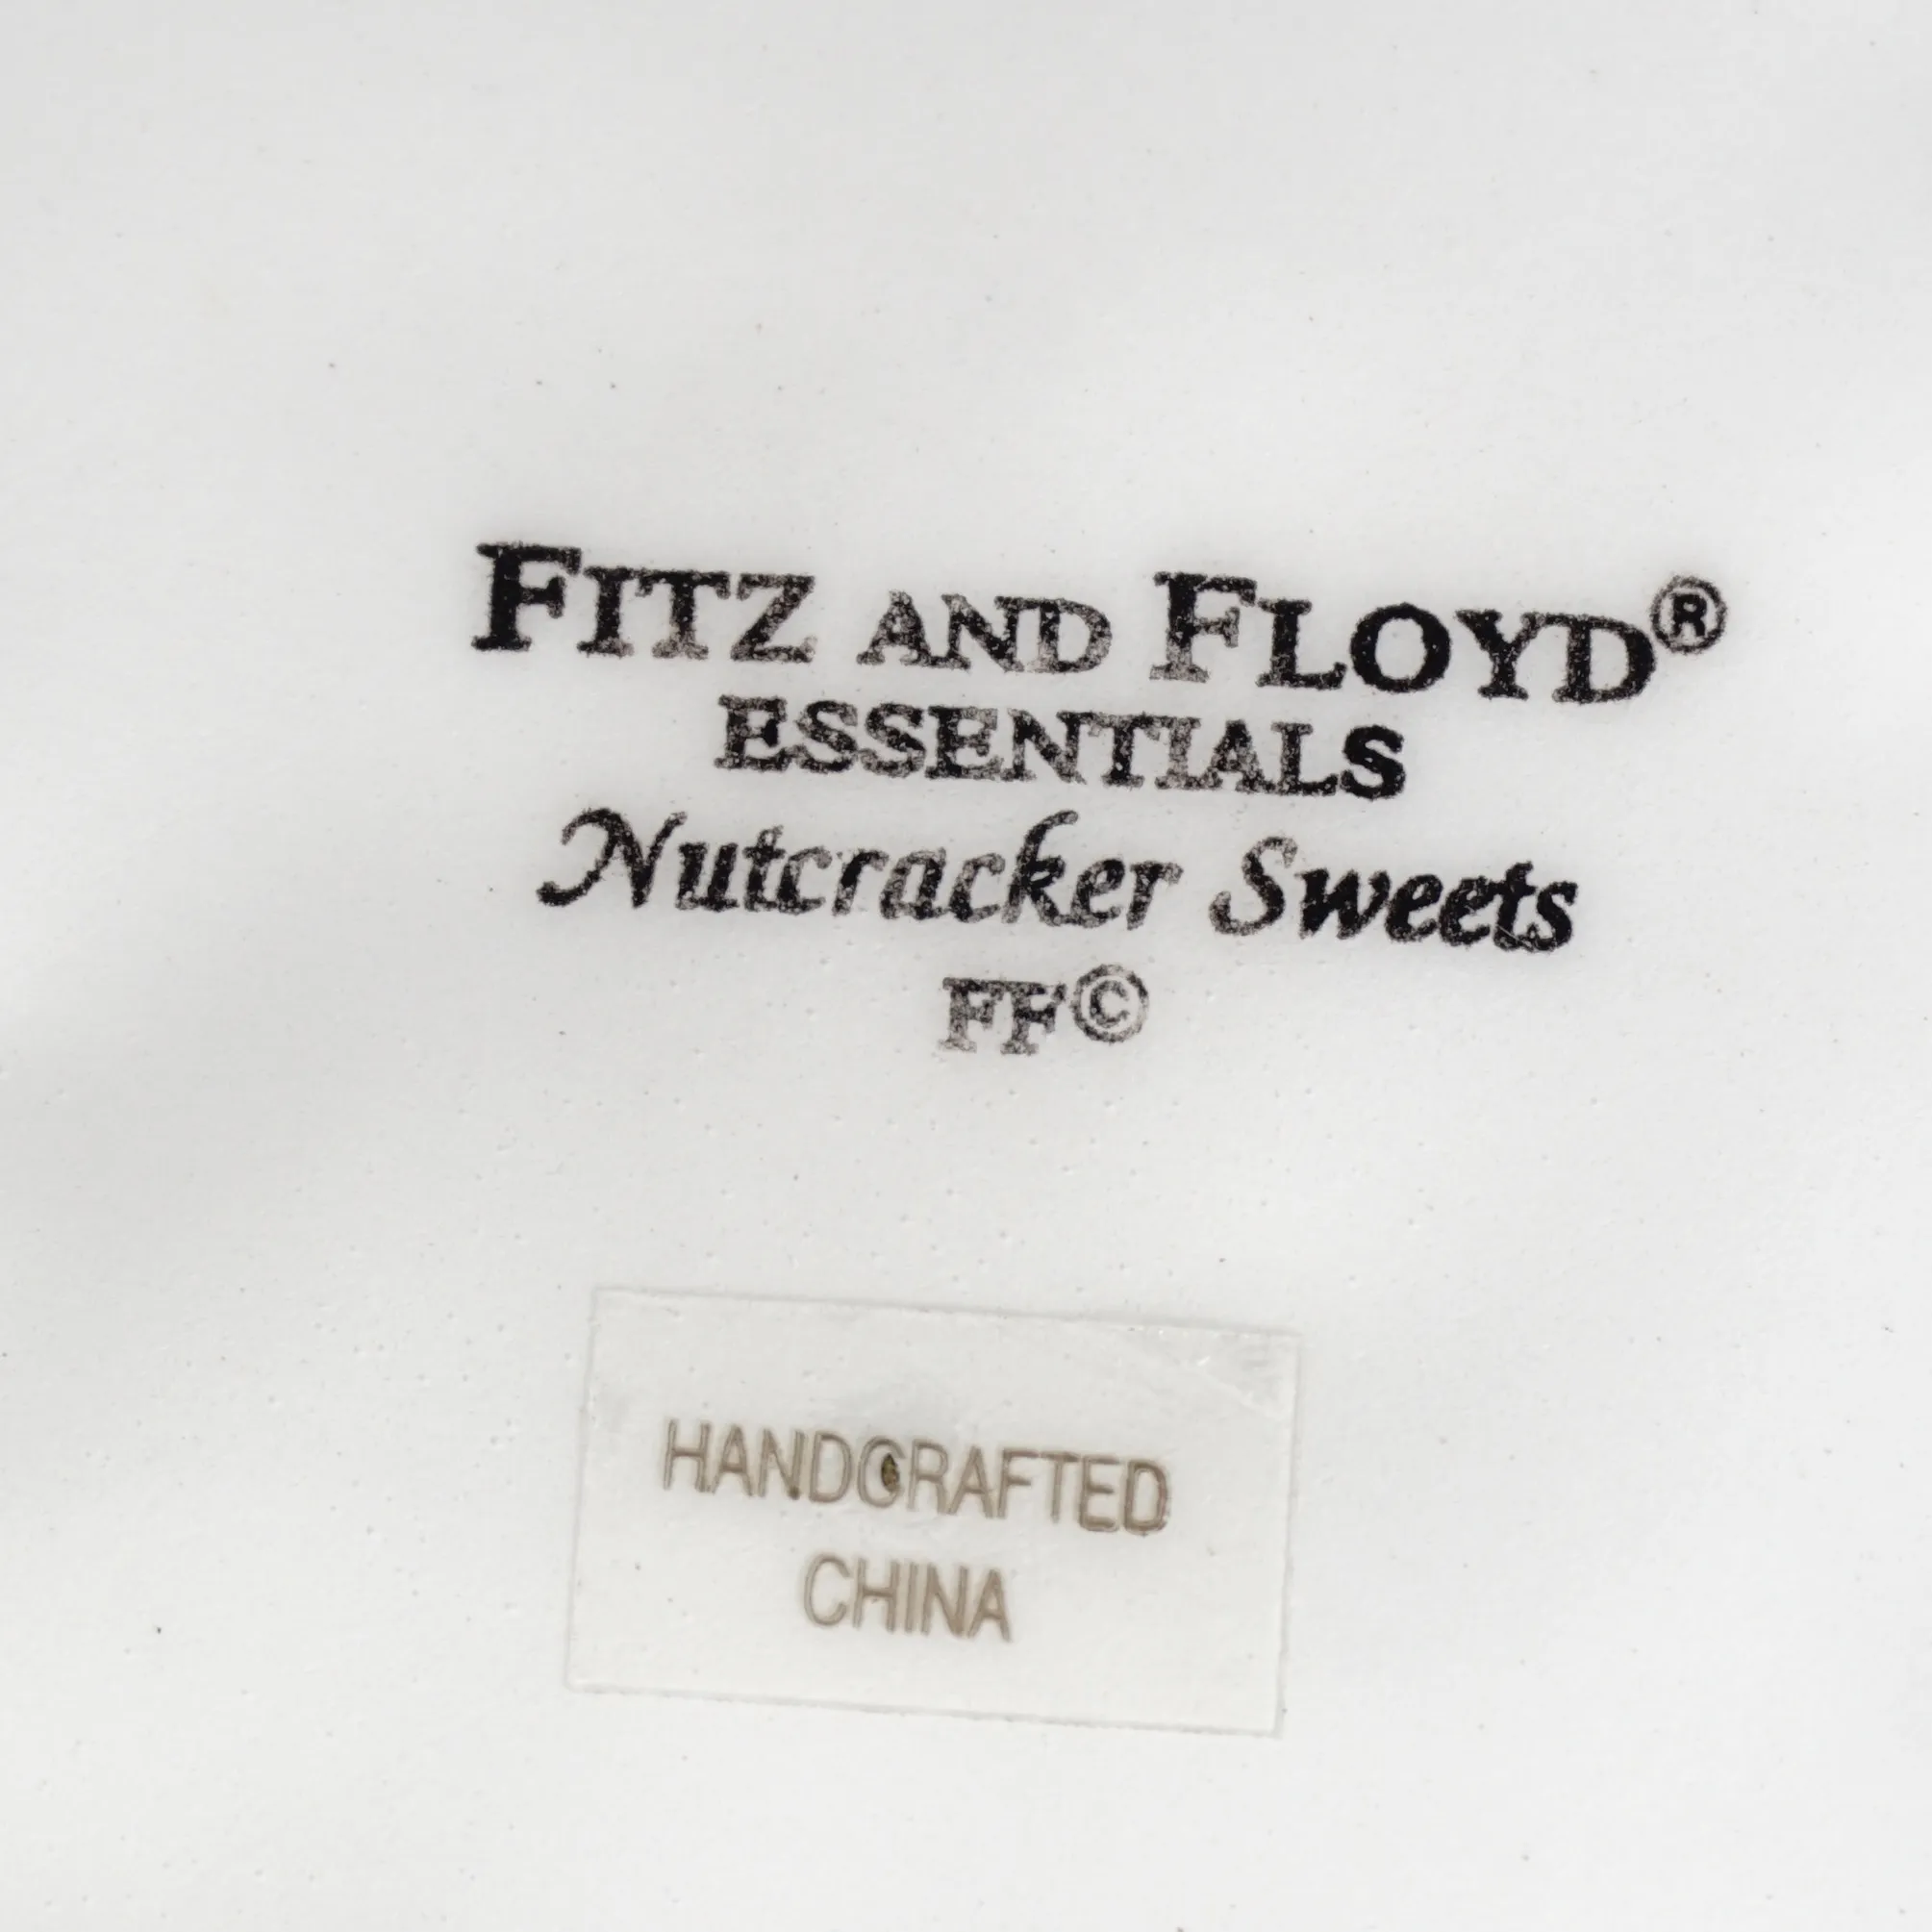 FITZ AND FLOYD®
ESSENTIALS
Nutcracker Sweets
FF©
HANDCRAFTED
CHINA